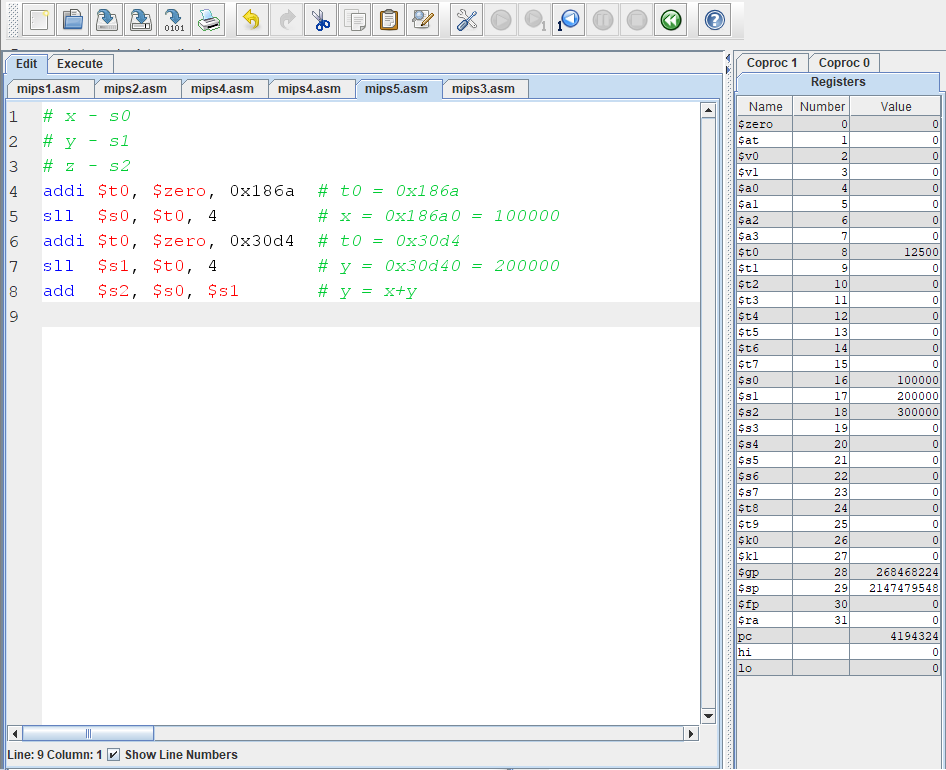 Edit Execute
mips1.asm mips2.asm mips4.asm mips4.asm mips5.asm mips3.asm
1 # x - s0
2 # y - s1
3 # z - s2
4 addi $t0, $zero, 0x186a # t0 = 0x186a
5 sll $s0, $t0, 4 # x = 0x186a0 = 100000
6 addi $t0, $zero, 0x30d4 # t0 = 0x30d4
7 sll $s1, $t0, 4 # y = 0x30d40 = 200000
8 add $s2, $s0, $s1 # y = x+y
9
Line: 9 Column: 1 Show Line Numbers
Coproc 1 Coproc 0
Registers
Name Number Value
$zero 0 0
$at 1 0
$v0 2 0
$v1 3 0
$a0 4 0
$a1 5 0
$a2 6 0
$a3 7 0
$t0 8 12500
$t1 9 0
$t2 10 0
$t3 11 0
$t4 12 0
$t5 13 0
$t6 14 0
$t7 15 0
$s0 16 100000
$s1 17 200000
$s2 18 300000
$s3 19 0
$s4 20 0
$s5 21 0
$s6 22 0
$s7 23 0
$t8 24 0
$t9 25 0
$k0 26 0
$k1 27 0
$gp 28 268468224
$sp 29 2147479548
$fp 30 0
$ra 31 0
pc 4194324
hi 0
lo 0